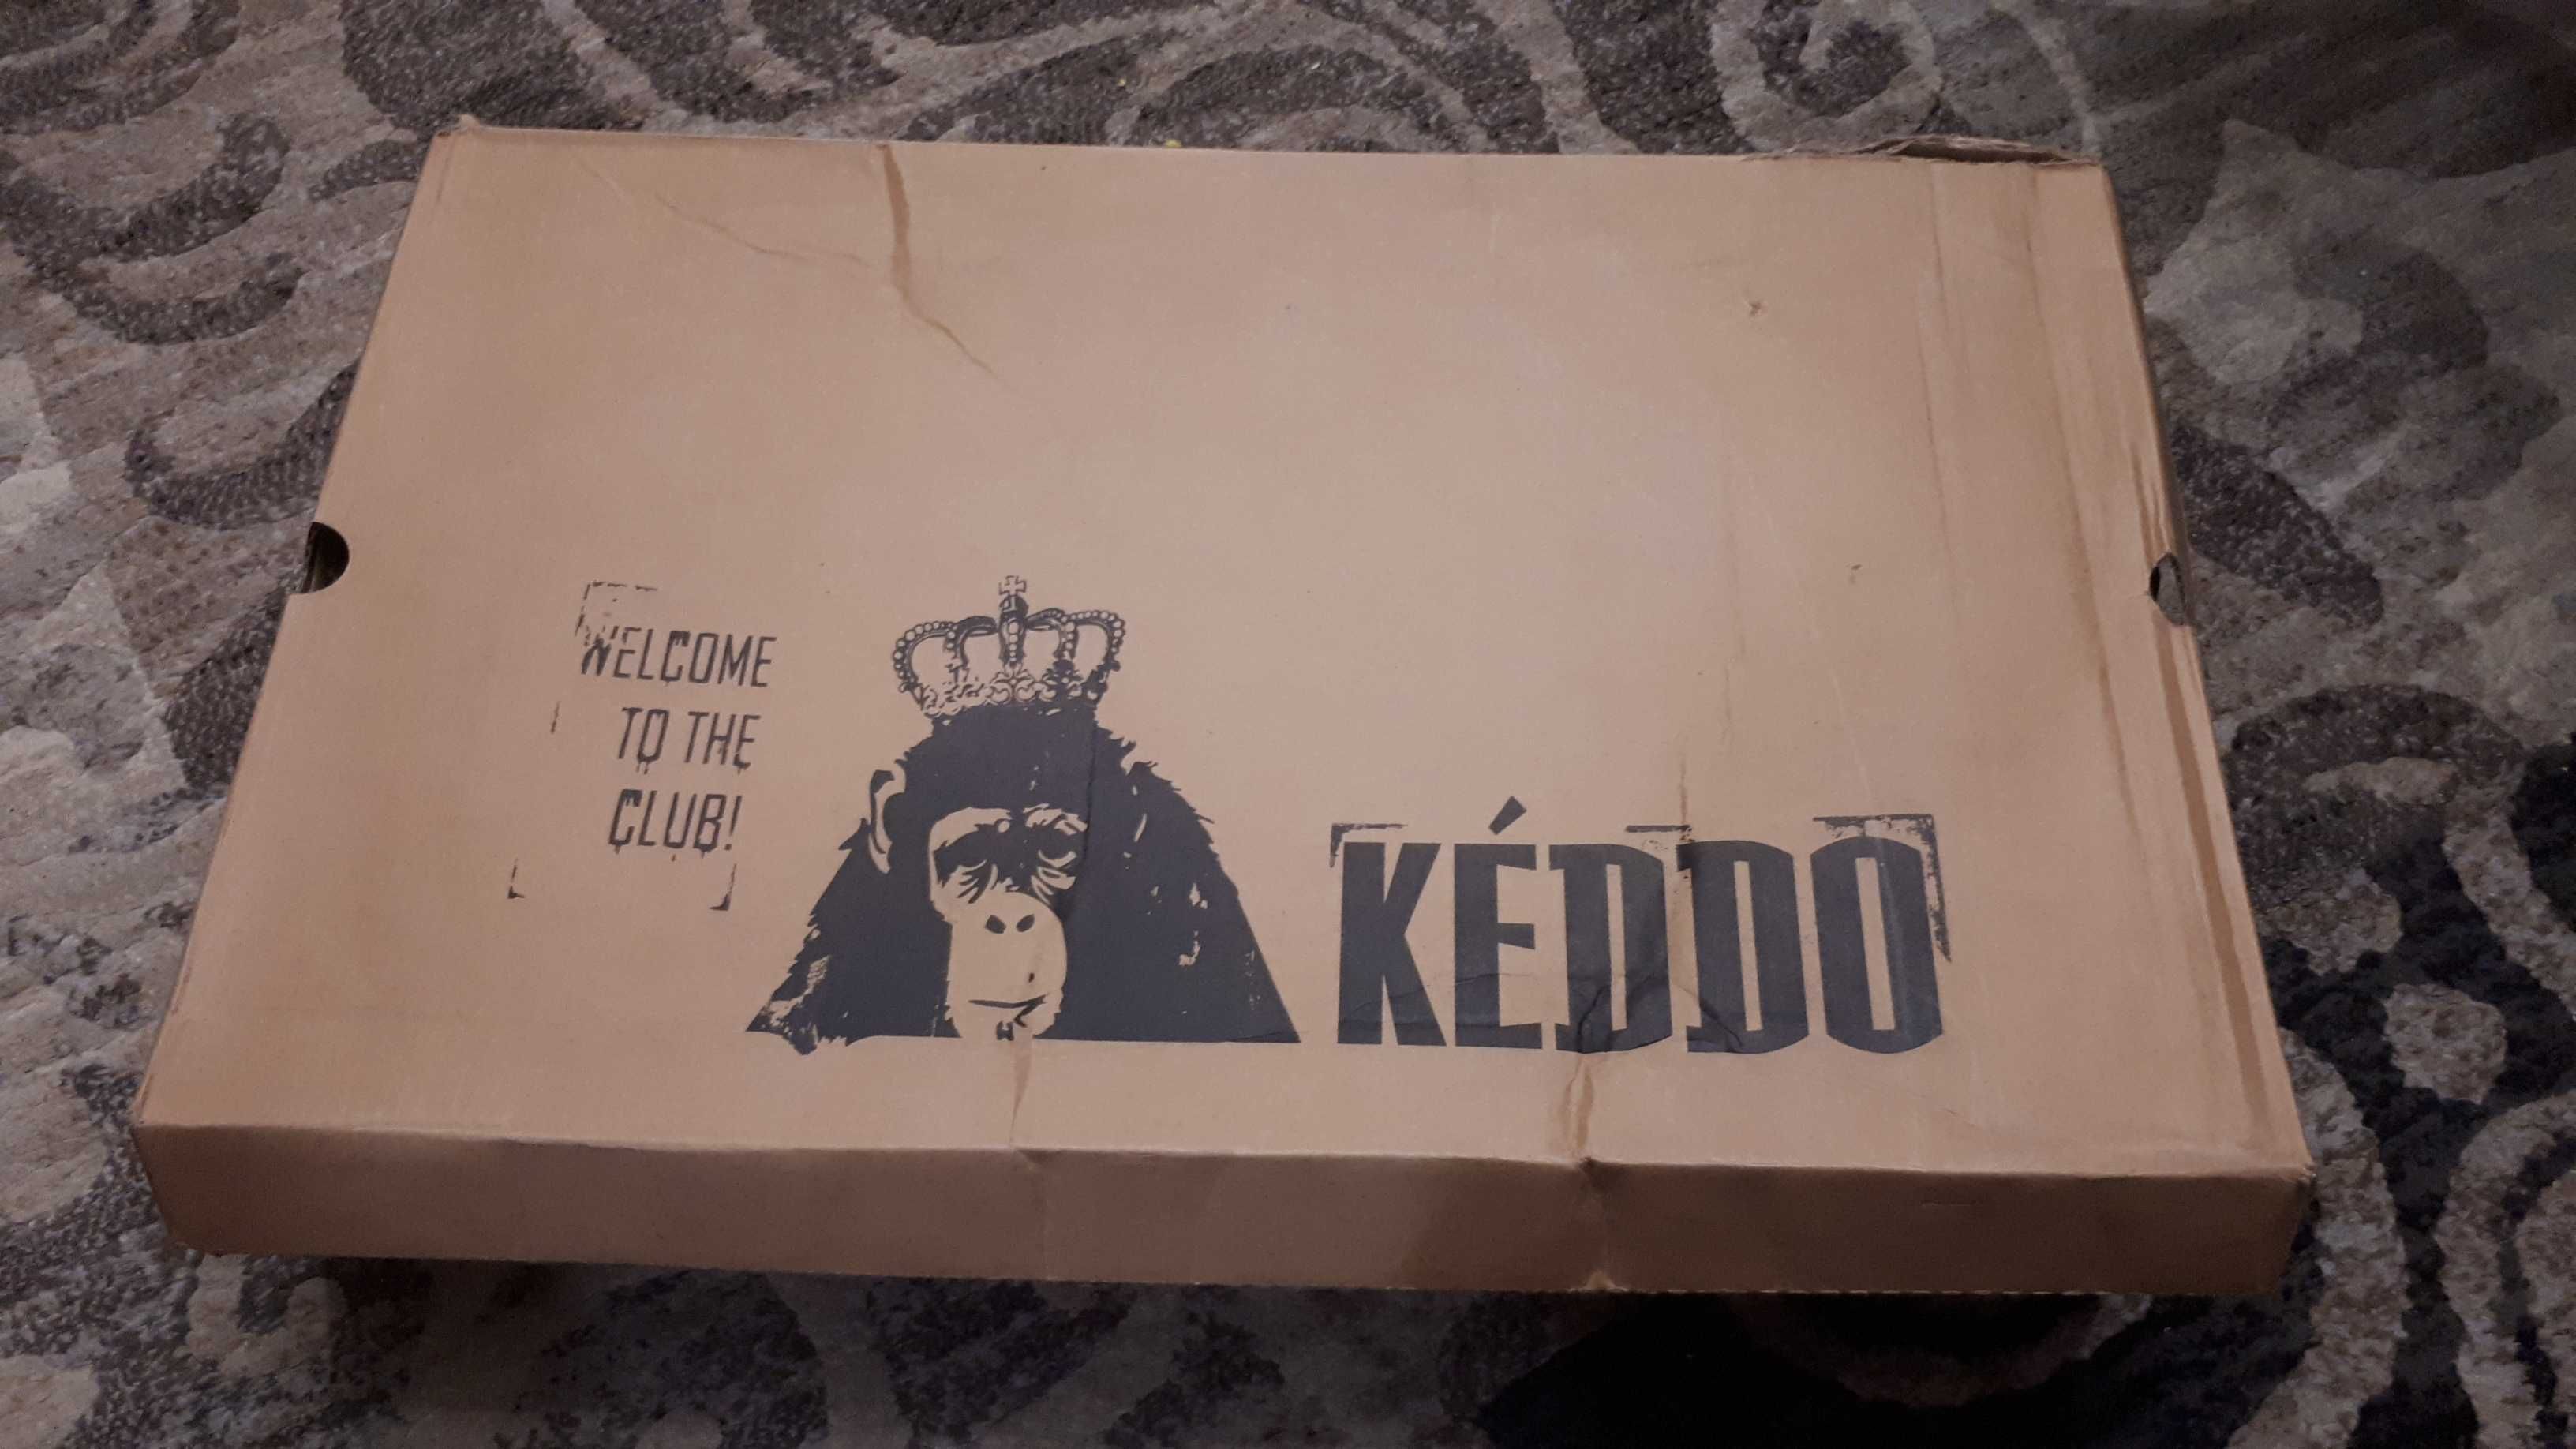 WELCOME
TO THE
CLUB!
KÉDDO